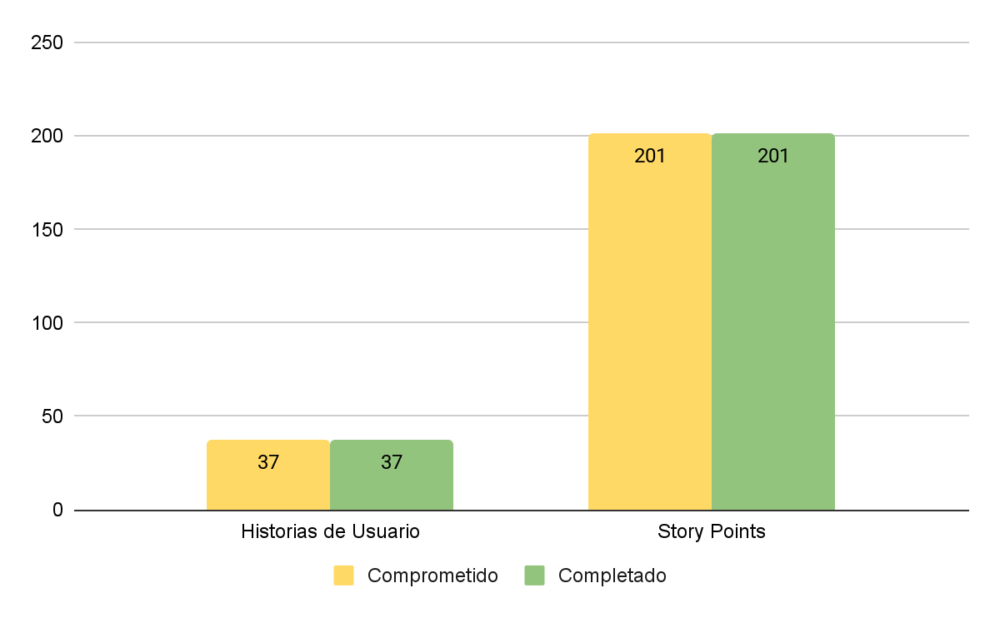 250
200
150
100
50
0
201
201
37
37
Historias de Usuario
Story Points
Comprometido
Completado